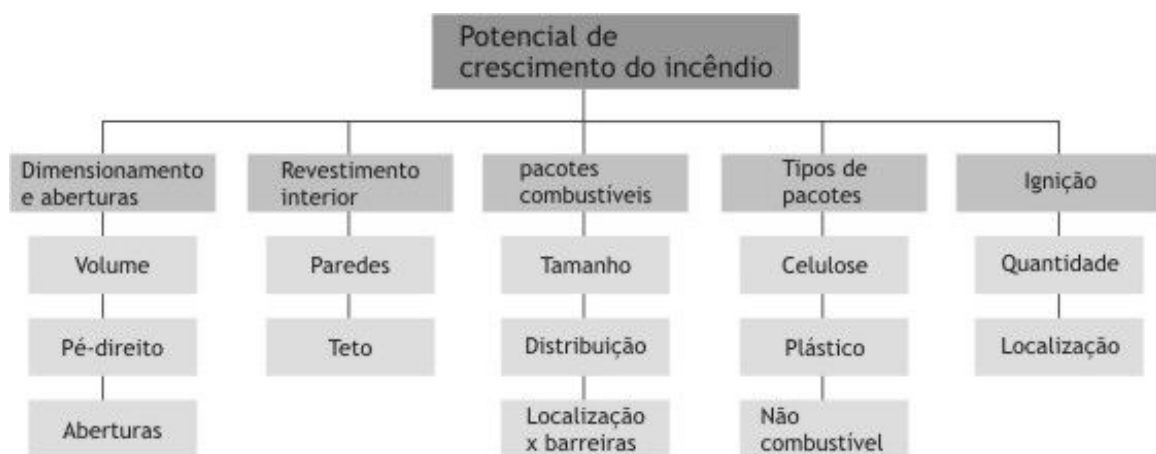 Potencial de
crescimento do incêndio
Dimensionamento
e aberturas
Revestimento
interior
pacotes
combustíveis
Tipos de
pacotes
Ignição
Volume
Paredes
Tamanho
Celulose
Quantidade
Pé-direito
Teto
Distribuição
Plástico
Localização
Aberturas
Localização
x barreiras
Não
combustível